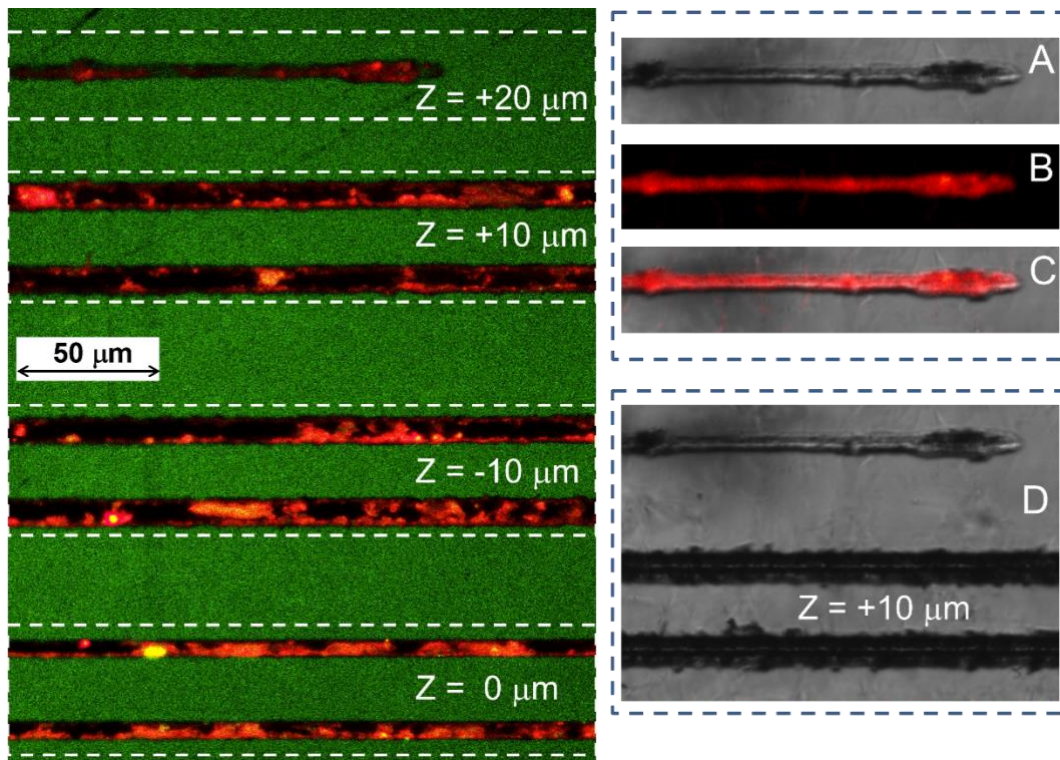 Z = +20 μm
Z = +10 μm
50 μm
Z = -10 μm
Z = 0 μm
A
B
C
D
Z = +10 μm